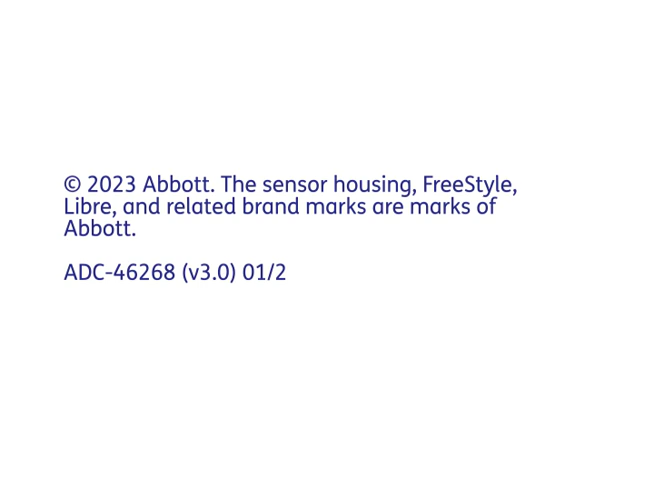 © 2023 Abbott. The sensor housing, FreeStyle,
Libre, and related brand marks are marks of
Abbott.
ADC-46268 (v3.0) 01/2